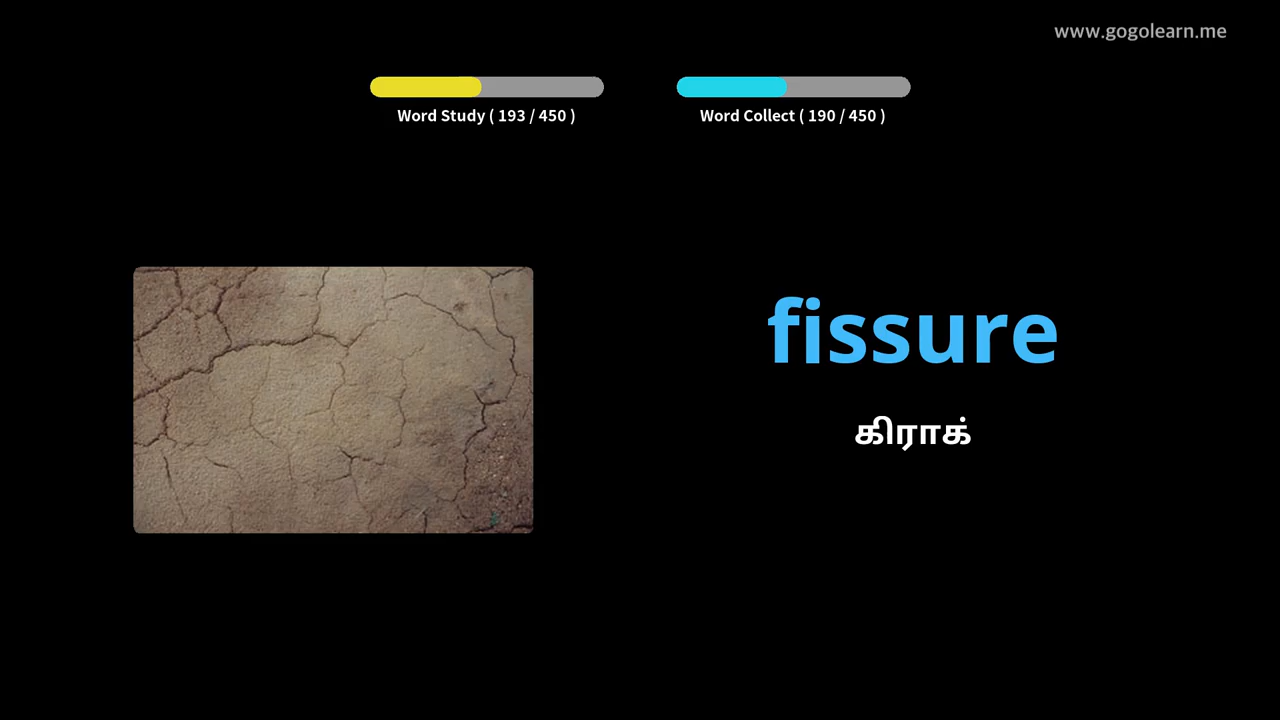 www.gogolearn.me
Word Study ( 193 / 450 )
Word Collect ( 190 / 450 )
fissure
கிராக்